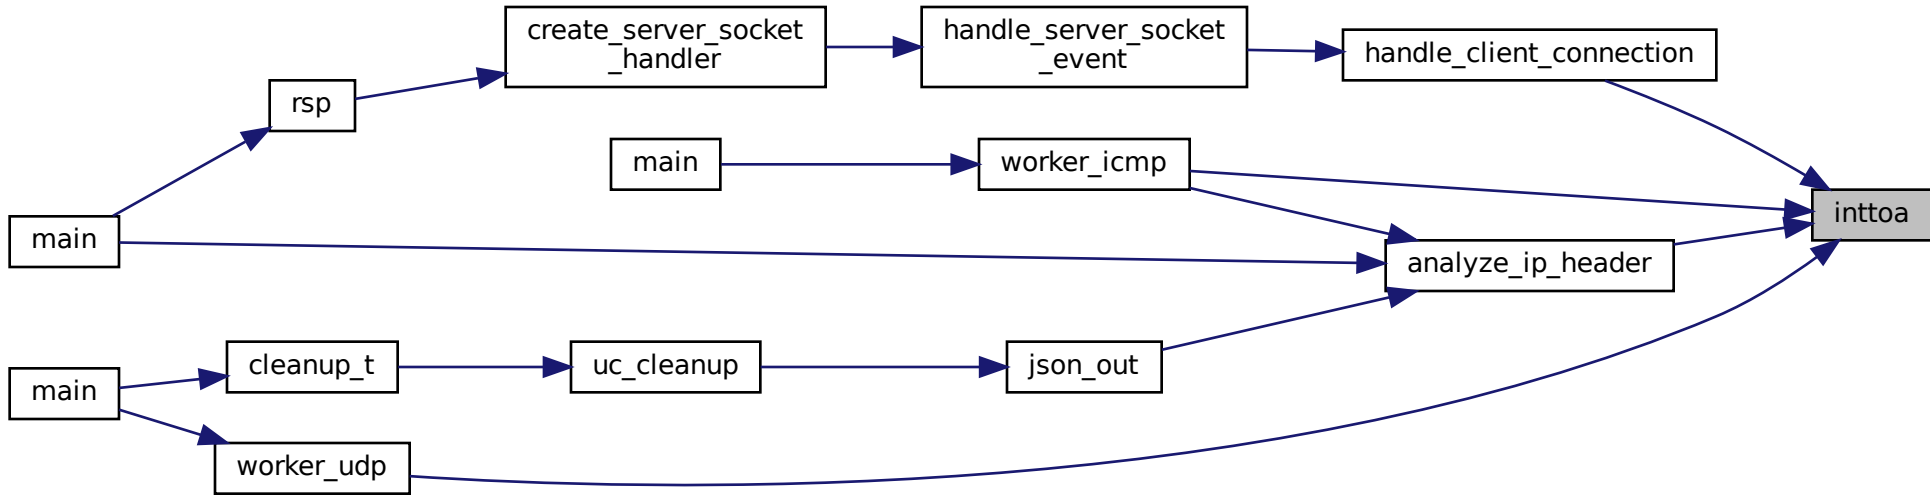 create_server_socket
_handler
handle_server_socket
_event
handle_client_connection
rsp
main
worker_icmp
inttoa
main
analyze_ip_header
cleanup_t
uc_cleanup
json_out
main
worker_udp